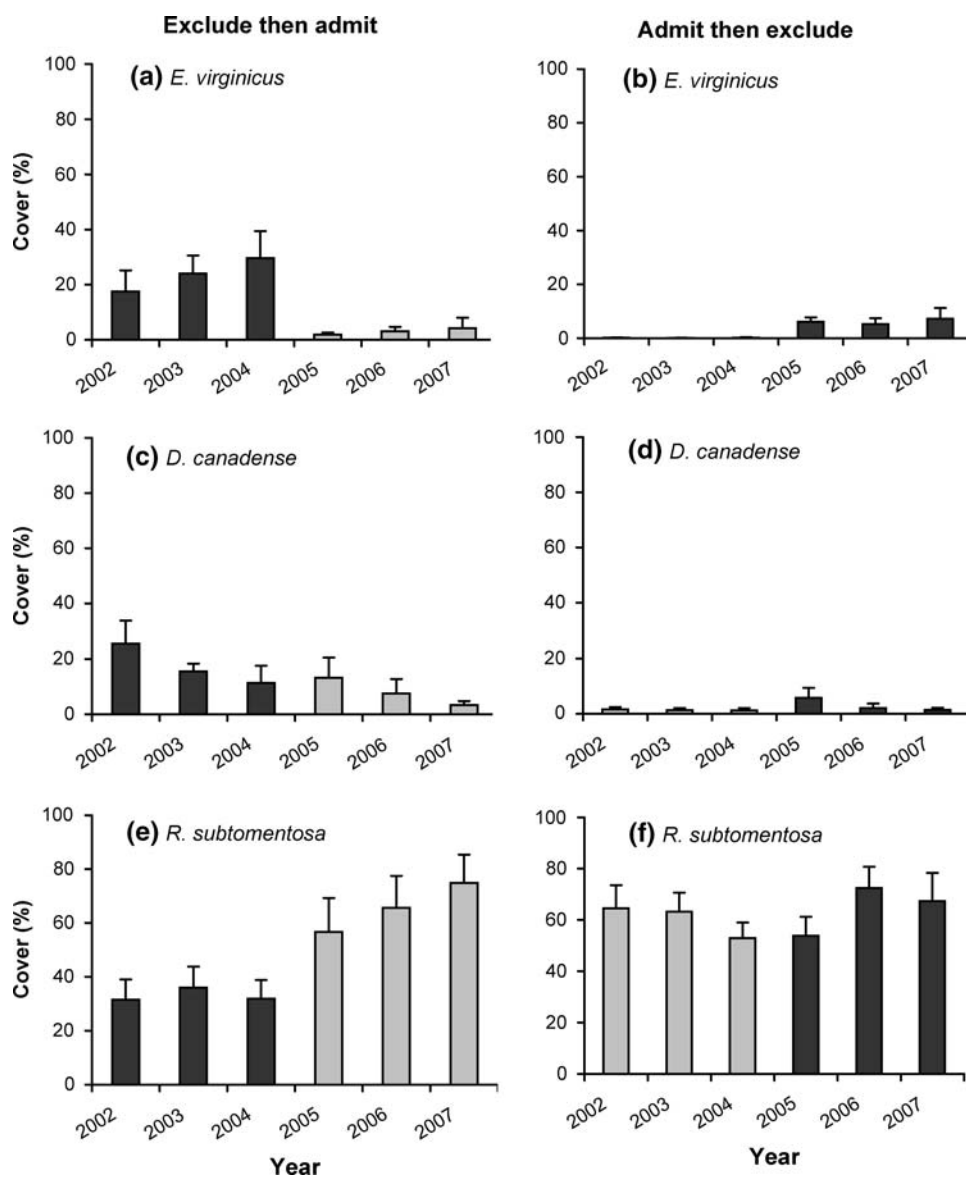 Exclude then admit
Admit then exclude
(a) E. virginicus
100
80
60
40
20
0
Cover (%)
2002 2003 2004 2005 2006 2007
(b) E. virginicus
100
80
60
40
20
0
2002 2003 2004 2005 2006 2007
(c) D. canadense
100
80
60
40
20
0
Cover (%)
2002 2003 2004 2005 2006 2007
(d) D. canadense
100
80
60
40
20
0
2002 2003 2004 2005 2006 2007
(e) R. subtomentosa
100
80
60
40
20
0
Cover (%)
2002 2003 2004 2005 2006 2007
Year
(f) R. subtomentosa
100
80
60
40
20
0
2002 2003 2004 2005 2006 2007
Year